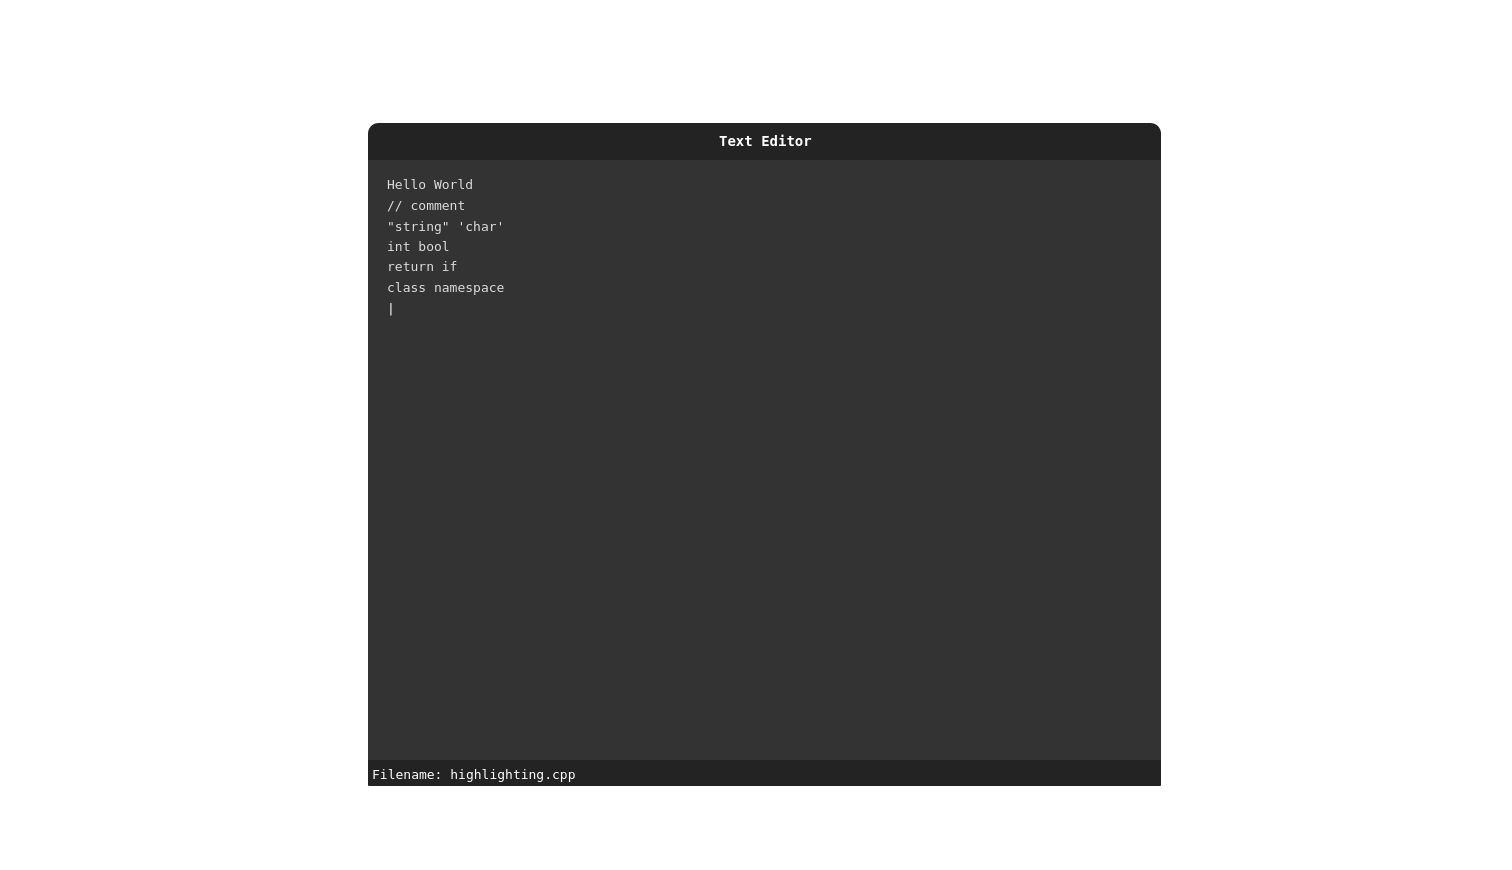 Text Editor
Hello World
// comment
"string" 'char'
int bool
return if
class namespace
|
Filename: highlighting.cpp